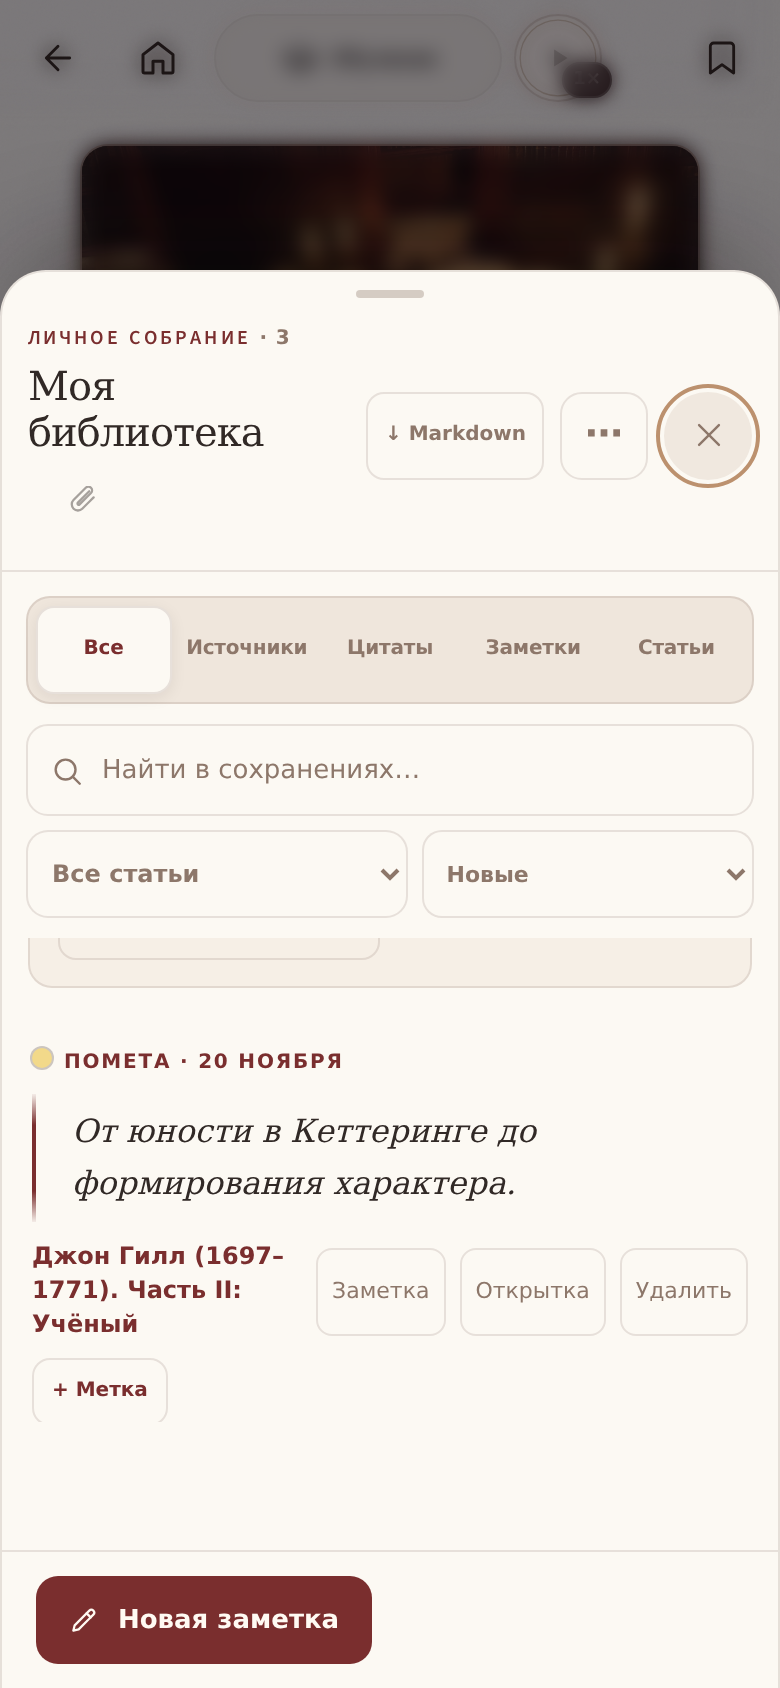 ЛИЧНОЕ СОБРАНИЕ · 3
Моя
библиотека
↓ Markdown
Все
Источники
Цитаты
Заметки
Статьи
Найти в сохранениях...
Все статьи
Новые
ПОМЕТА · 20 НОЯБРЯ
От юности в Кеттеринге до
формирования характера.
Джон Гилл (1697–
1771). Часть II:
Учёный
Заметка
Открытка
Удалить
+ Метка
Новая заметка